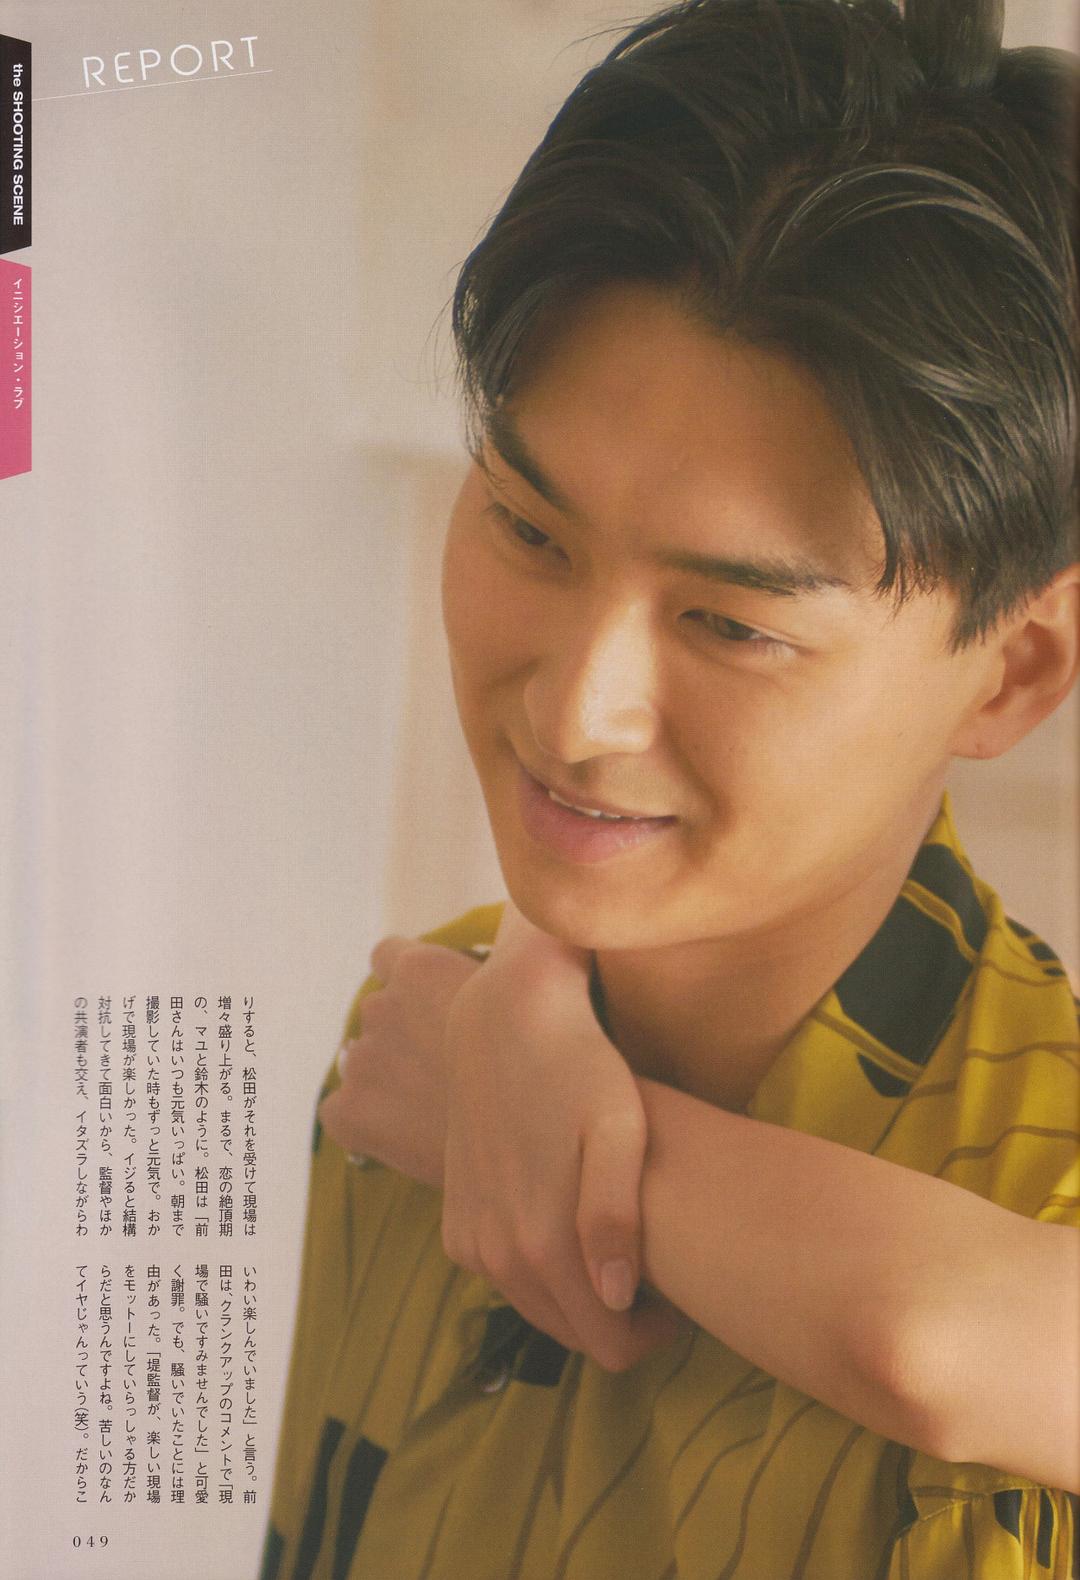 REPORT
the SHOOTING SCENE
イニシエーション・ラブ
りすると、松田がそれを受けて現場は
増々盛り上がる。まるで、恋の絶頂期
の、マユと鈴木のように。松田は「前
田さんはいつも元気いっぱい。朝まで
撮影していた時もずっと元気で。おか
げで現場が楽しかった。イジると結構
対抗してきて面白いから、監督やほか
の共演者も交え、イタズラしながらわ
いわい楽しんでいました」と言う。前
田は、クランクアップのコメントで「現
場で騒いですみませんでした」と可愛
く謝罪。でも、騒いでいたことには理
由があった。「堤監督が、楽しい現場
をモットーにしていらっしゃる方だか
らだと思うんですよね。苦しいのなん
てイヤじゃんっていう（笑）。だからこ
049